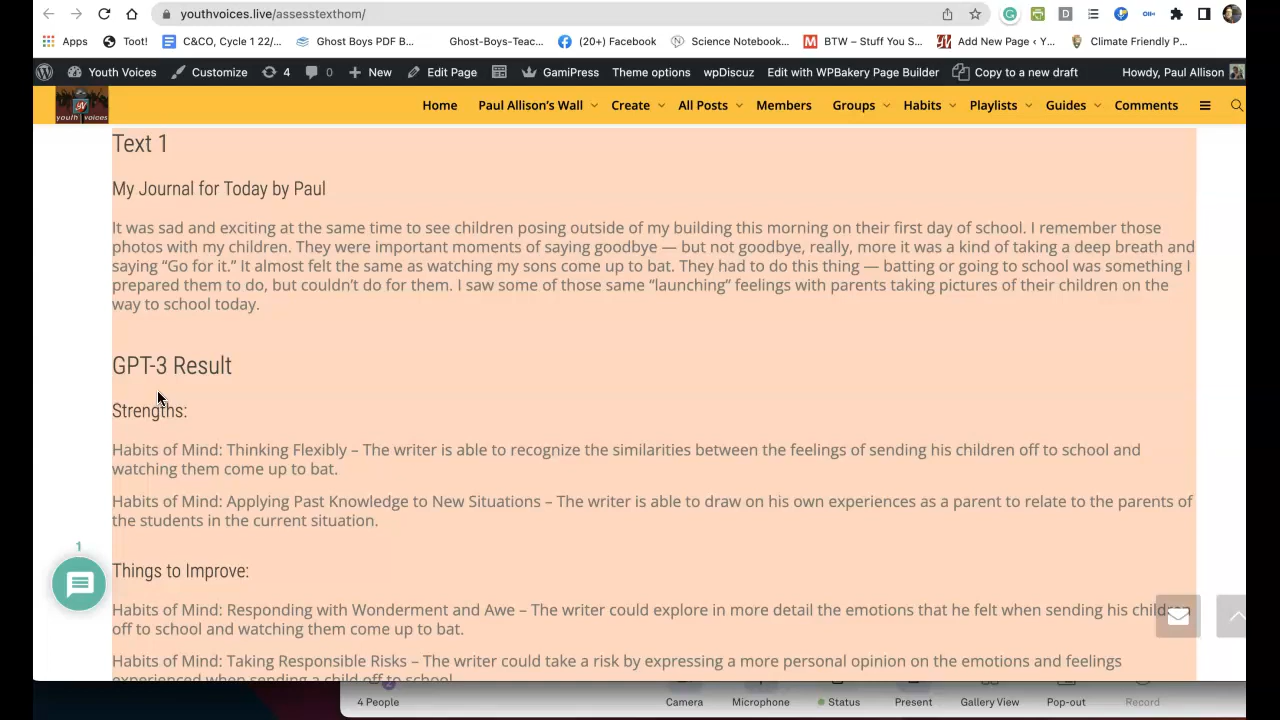 youthvoices.live/assesstexthom/
Apps Toot! C&CO, Cycle 1 22/... Ghost Boys PDF B... Ghost-Boys-Teac... (20+) Facebook Science Notebook... BTW – Stuff You S... Add New Page ‹ Y... Climate Friendly P...
Youth Voices Customize 4 0 New Edit Page GamiPress Theme options wpDiscuz Edit with WPBakery Page Builder Copy to a new draft Howdy, Paul Allison
youth voices Home Paul Allison's Wall Create All Posts Members Groups Habits Playlists Guides Comments
Text 1
My Journal for Today by Paul
It was sad and exciting at the same time to see children posing outside of my building this morning on their first day of school. I remember those
photos with my children. They were important moments of saying goodbye — but not goodbye, really, more it was a kind of taking a deep breath and
saying “Go for it.” It almost felt the same as watching my sons come up to bat. They had to do this thing — batting or going to school was something I
prepared them to do, but couldn’t do for them. I saw some of those same “launching” feelings with parents taking pictures of their children on the
way to school today.
GPT-3 Result
Strengths:
Habits of Mind: Thinking Flexibly – The writer is able to recognize the similarities between the feelings of sending his children off to school and
watching them come up to bat.
Habits of Mind: Applying Past Knowledge to New Situations – The writer is able to draw on his own experiences as a parent to relate to the parents of
the students in the current situation.
1
Things to Improve:
Habits of Mind: Responding with Wonderment and Awe – The writer could explore in more detail the emotions that he felt when sending his children
off to school and watching them come up to bat.
Habits of Mind: Taking Responsible Risks – The writer could take a risk by expressing a more personal opinion on the emotions and feelings
experienced when sending a child off to school.
4 People Camera Microphone Status Present Gallery View Pop-out Record